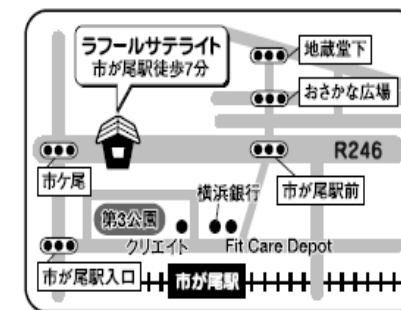 ラフールサテライト
市が尾駅徒歩7分
地蔵堂下
おさかな広場
R246
市ケ尾
市が尾駅前
横浜銀行
第3公園
クリエイト
Fit Care Depot
市が尾駅入口
市が尾駅